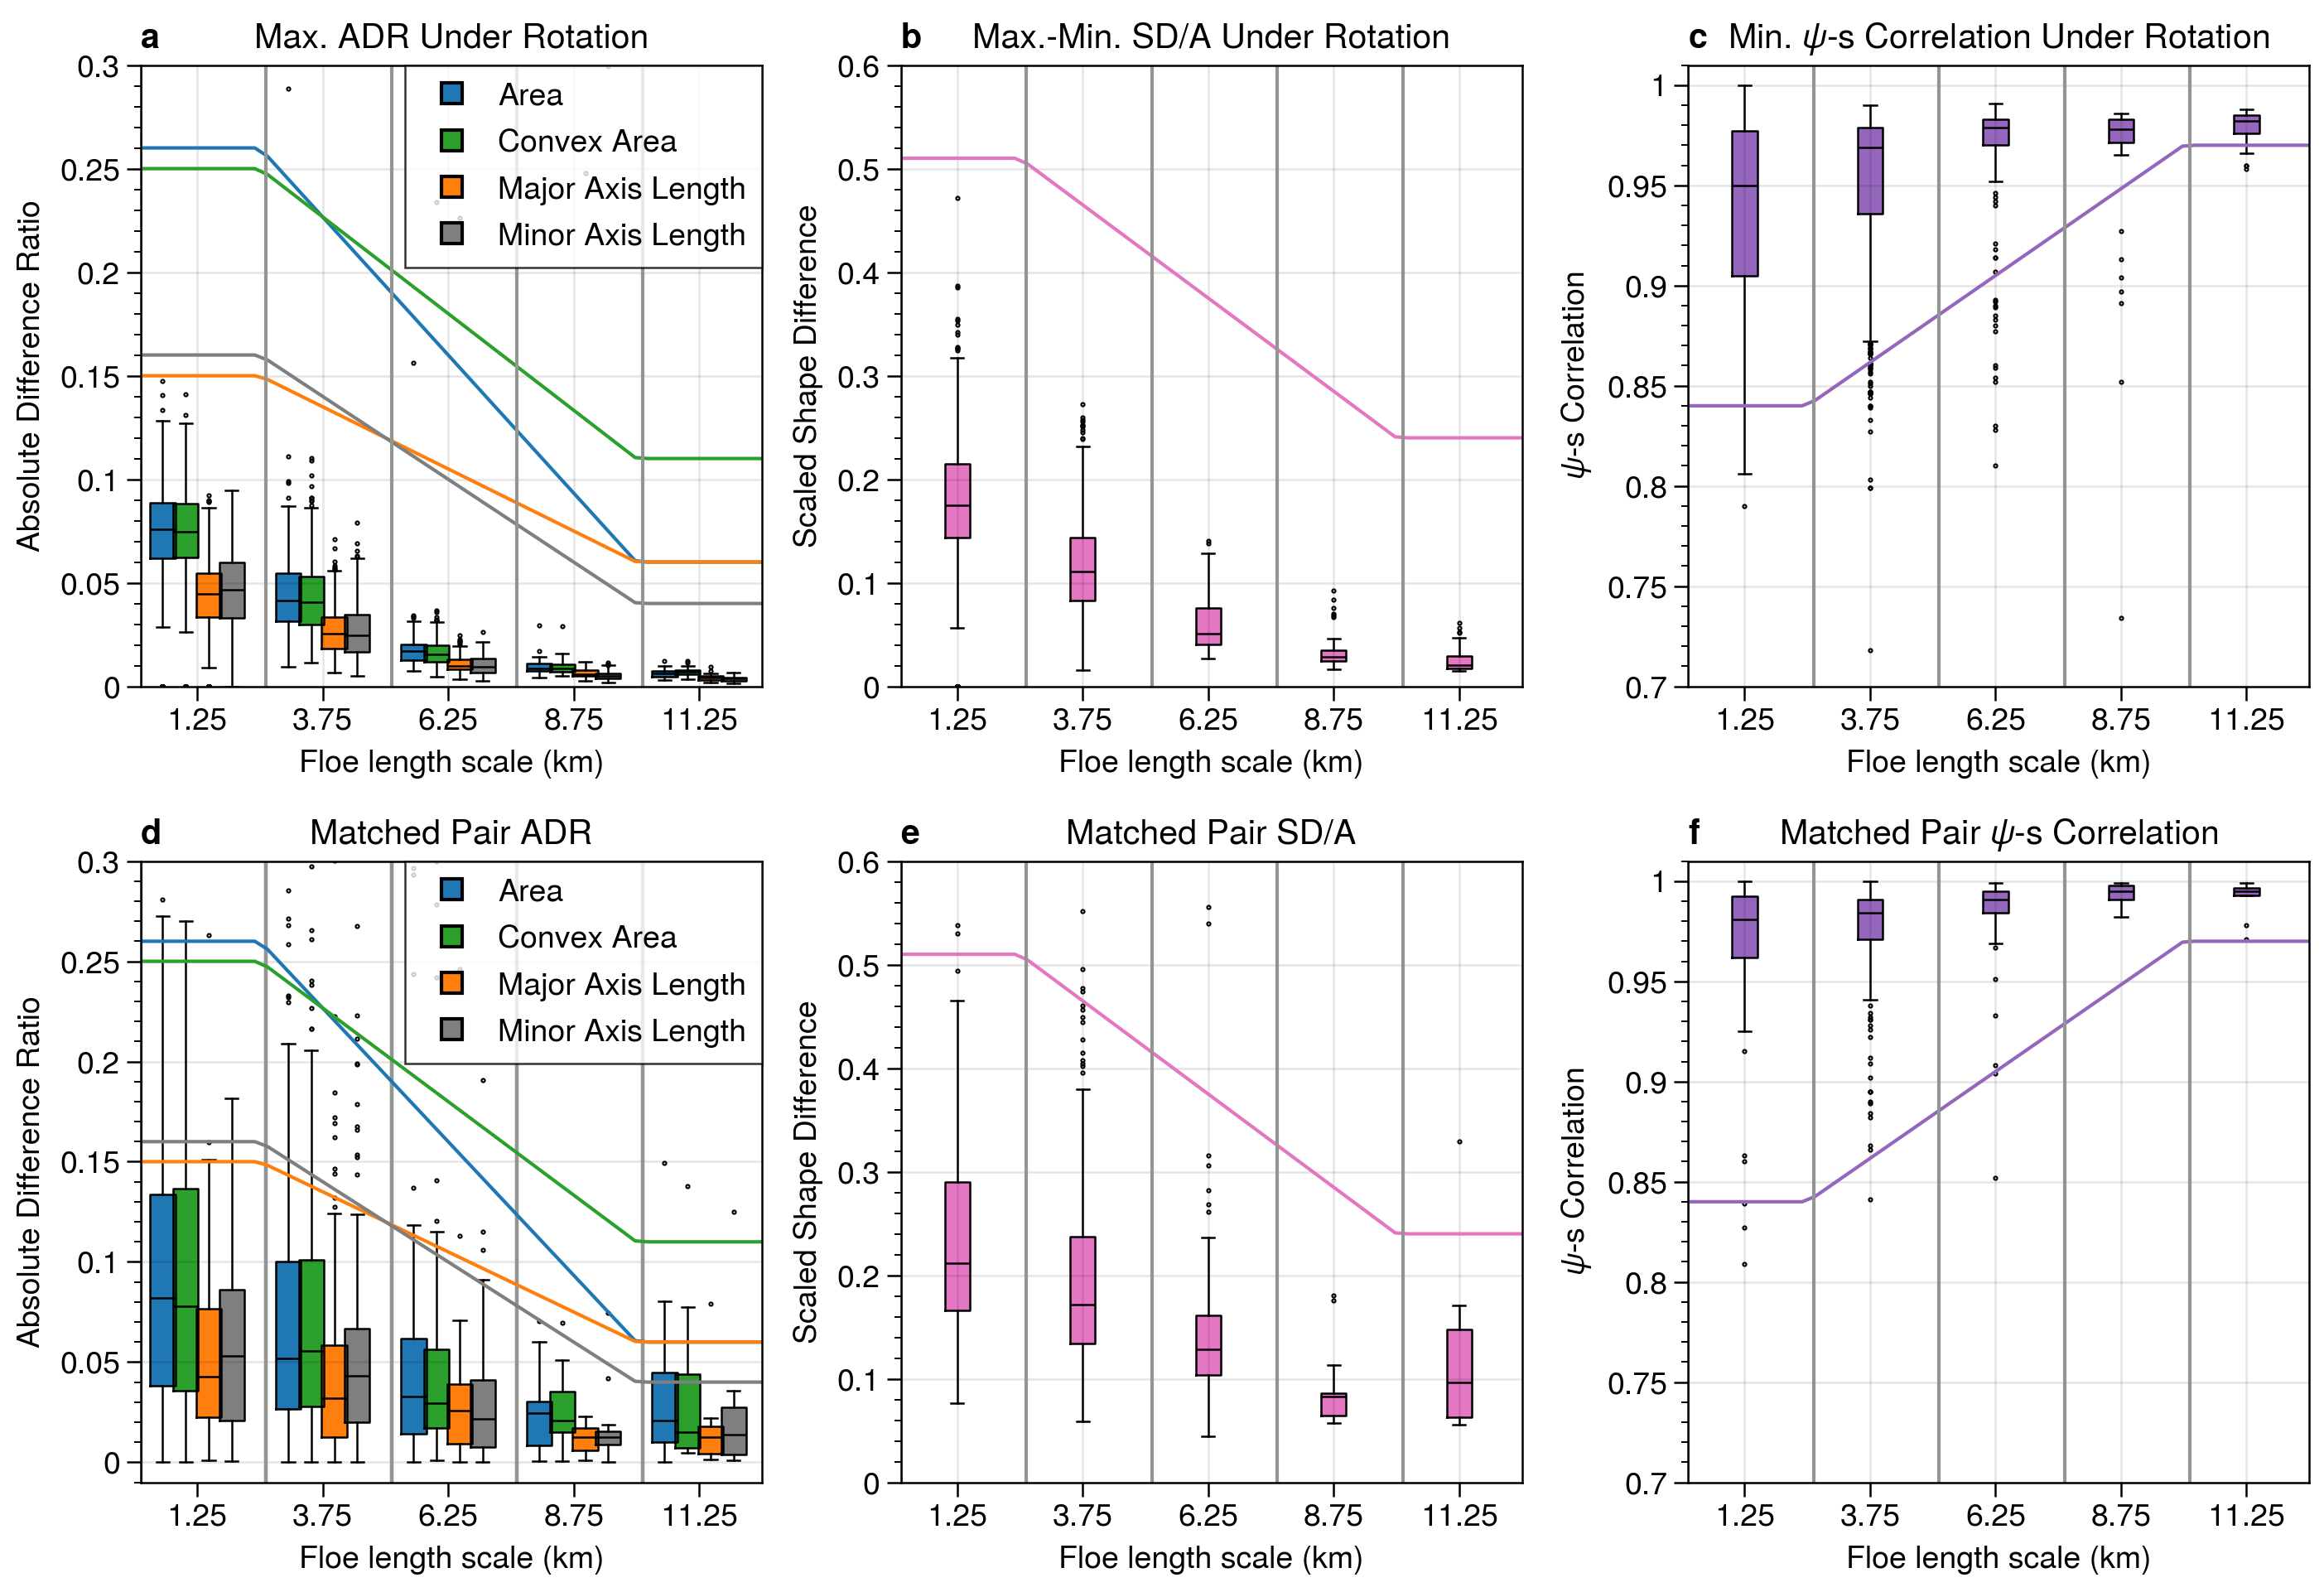 a Max. ADR Under Rotation
Absolute Difference Ratio
0.3
0.25
0.2
0.15
0.1
0.05
0
Area
Convex Area
Major Axis Length
Minor Axis Length
1.25 3.75 6.25 8.75 11.25
Floe length scale (km)
b Max.-Min. SD/A Under Rotation
Scaled Shape Difference
0.6
0.5
0.4
0.3
0.2
0.1
0
1.25 3.75 6.25 8.75 11.25
Floe length scale (km)
c Min. ψ-s Correlation Under Rotation
ψ-s Correlation
1
0.95
0.9
0.85
0.8
0.75
0.7
1.25 3.75 6.25 8.75 11.25
Floe length scale (km)
d Matched Pair ADR
Absolute Difference Ratio
0.3
0.25
0.2
0.15
0.1
0.05
0
Area
Convex Area
Major Axis Length
Minor Axis Length
1.25 3.75 6.25 8.75 11.25
Floe length scale (km)
e Matched Pair SD/A
Scaled Shape Difference
0.6
0.5
0.4
0.3
0.2
0.1
0
1.25 3.75 6.25 8.75 11.25
Floe length scale (km)
f Matched Pair ψ-s Correlation
ψ-s Correlation
1
0.95
0.9
0.85
0.8
0.75
0.7
1.25 3.75 6.25 8.75 11.25
Floe length scale (km)